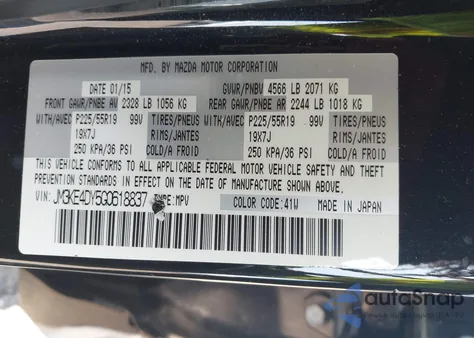 MFD. BY MAZDA MOTOR CORPORATION
DATE 01/15 GVWR/PNBV 4566 LB 2071 KG
FRONT GAWR/PNBE AV 2328 LB 1056 KG REAR GAWR/PNBE AR 2244 LB 1018 KG
WITH/AVEC P225/55R19 99V TIRES/PNEUS WITH/AVEC P225/55R19 99V TIRES/PNEUS
19X7J RIMS/JANTES 19X7J RIMS/JANTES
250 KPA/36 PSI COLD/A FROID 250 KPA/36 PSI COLD/A FROID
THIS VEHICLE CONFORMS TO ALL APPLICABLE FEDERAL MOTOR VEHICLE SAFETY AND THEFT
PREVENTION STANDARDS IN EFFECT ON THE DATE OF MANUFACTURE SHOWN ABOVE.
VIN: JM3KE4DY5G0618837 TYPE:MPV COLOR CODE:41W MADE IN JAPAN
autoSnap